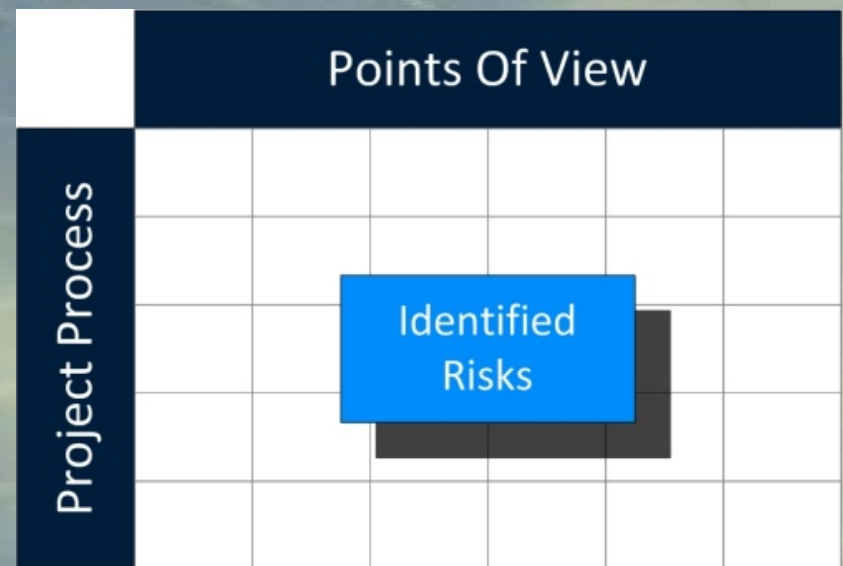 Points Of View
Project Process
Identified
Risks